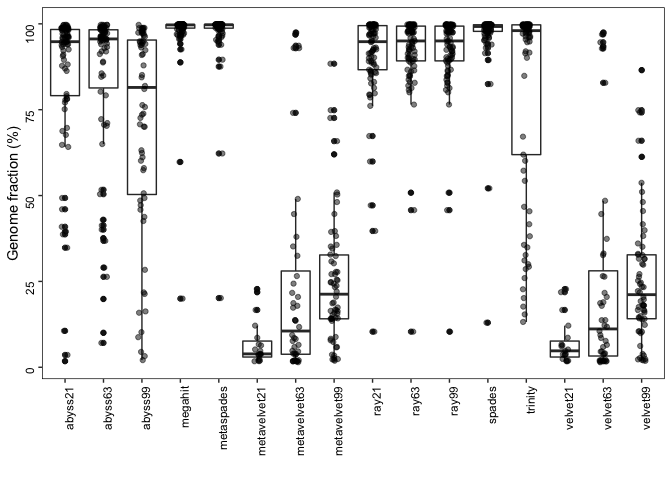 Genome fraction (%)
100
75
50
25
0
abyss21
abyss63
abyss99
megahit
metaspades
metavelvet21
metavelvet63
metavelvet99
ray21
ray63
ray99
spades
trinity
velvet21
velvet63
velvet99